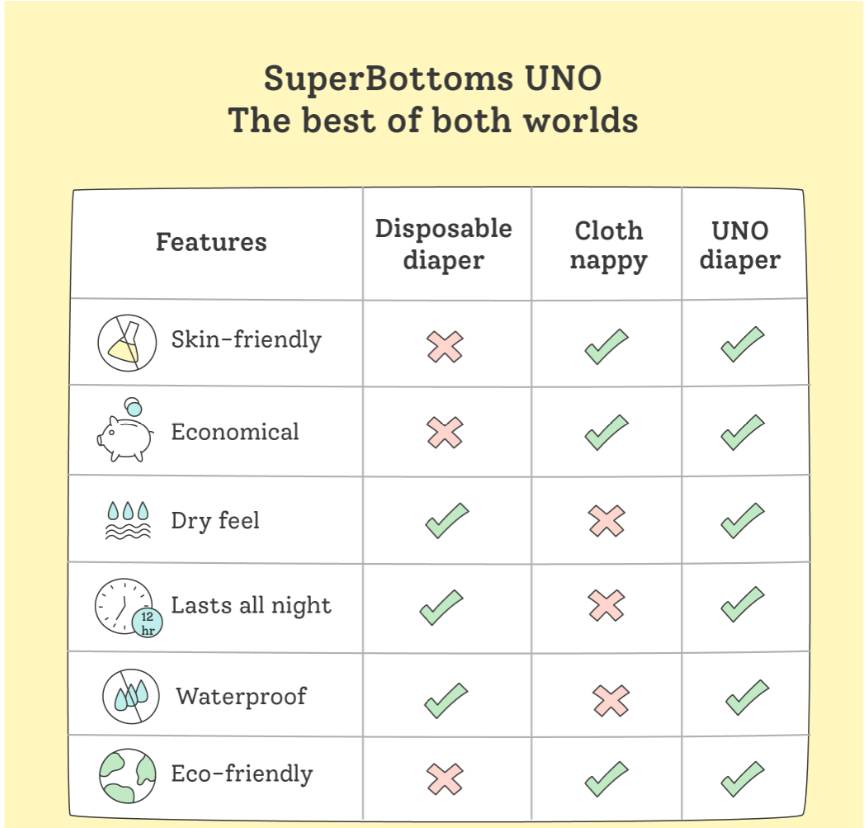 SuperBottoms UNO
The best of both worlds
Features
Disposable
diaper
Cloth
nappy
UNO
diaper
Skin-friendly
Economical
Dry feel
Lasts all night
12
hr
Waterproof
Eco-friendly